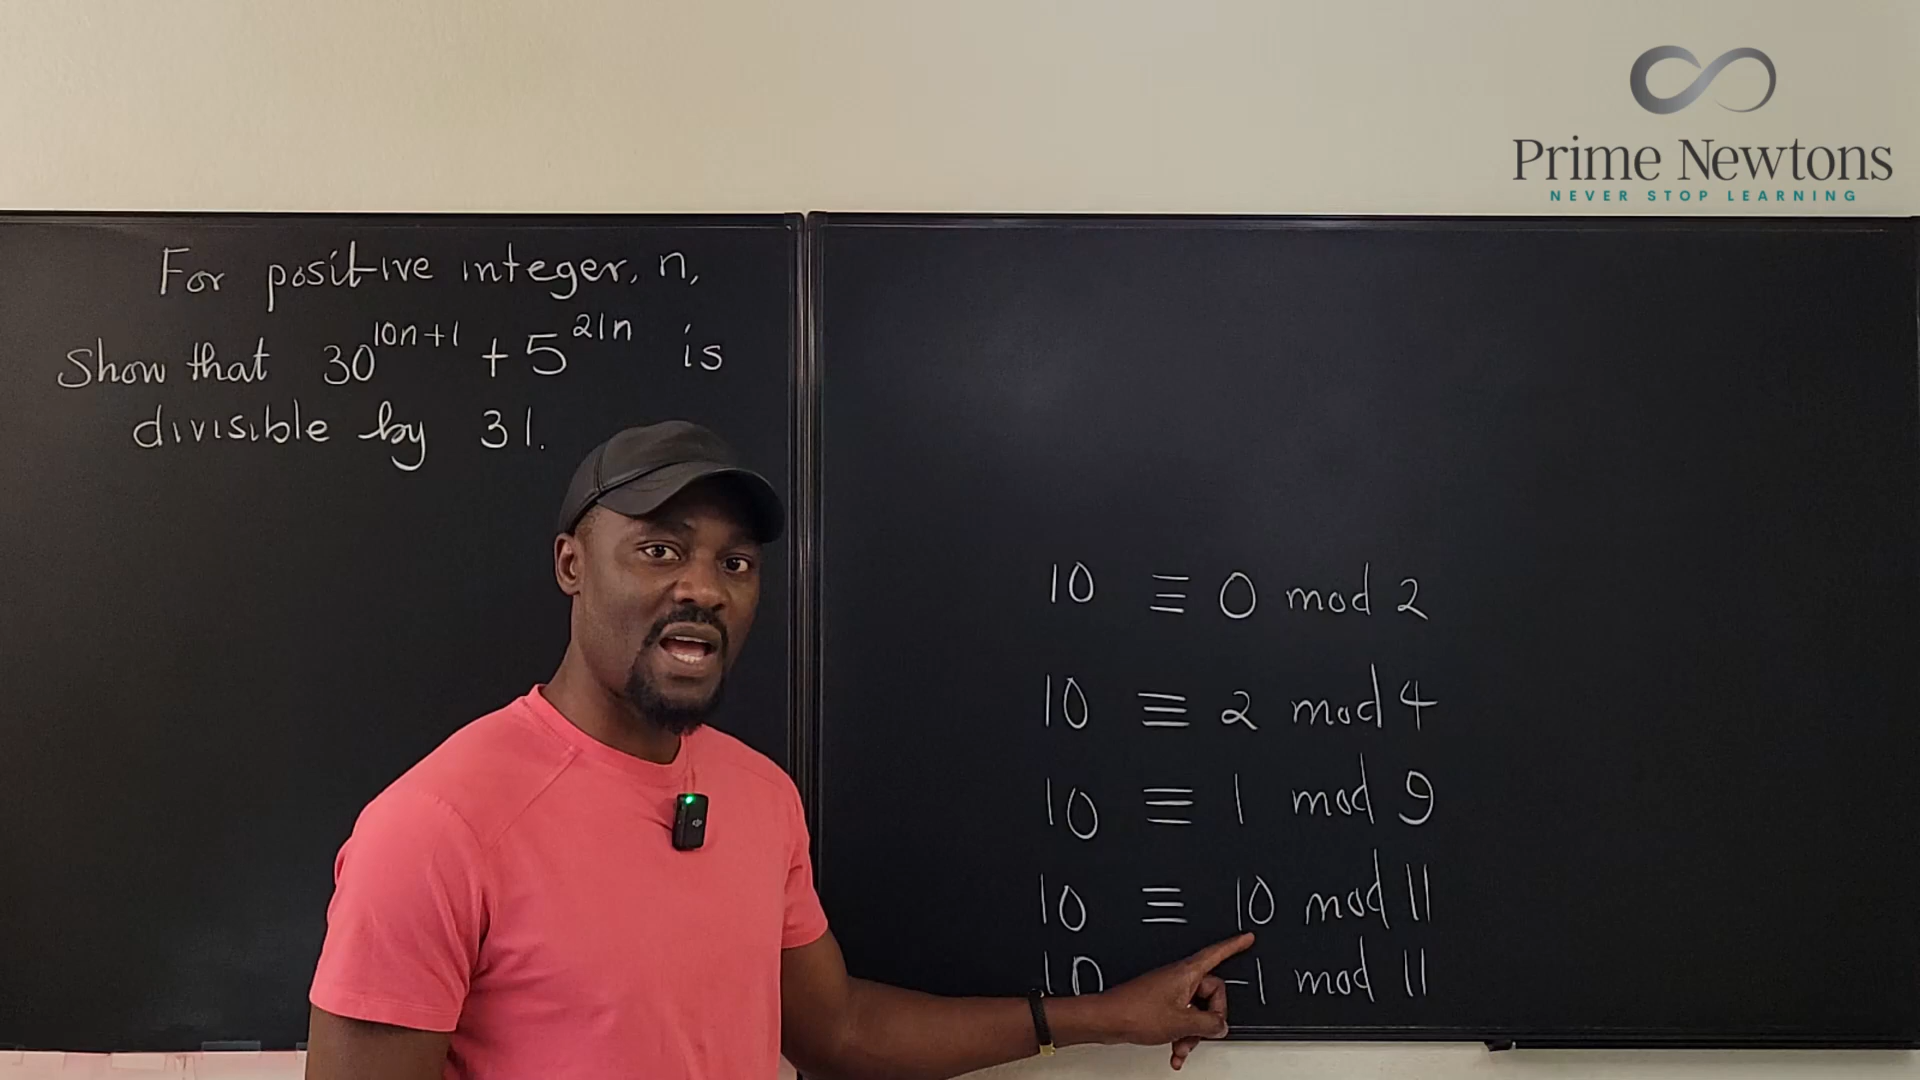 Prime Newtons
NEVER STOP LEARNING
For positive integer, n,
Show that 30^{10n+1} + 5^{21n} is
divisible by 31.
10 ≡ 0 mod 2
10 ≡ 2 mod 4
10 ≡ 1 mod 9
10 ≡ 10 mod 11
10 -1 mod 11